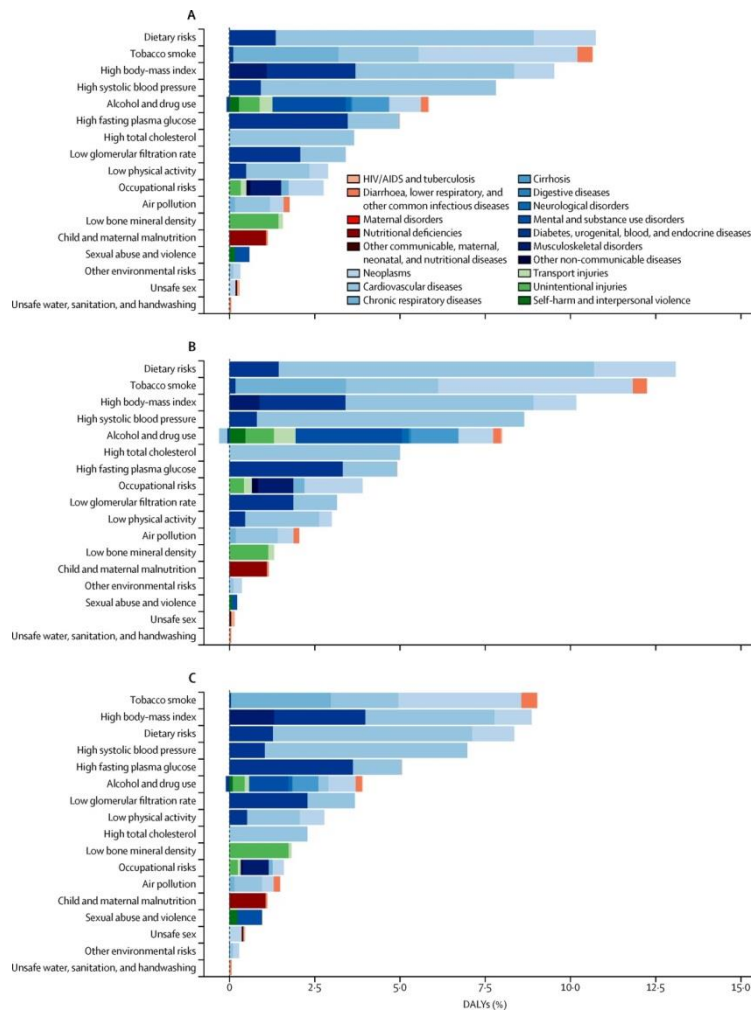 A
Dietary risks
Tobacco smoke
High body-mass index
High systolic blood pressure
Alcohol and drug use
High fasting plasma glucose
High total cholesterol
Low glomerular filtration rate
Low physical activity
Occupational risks
Air pollution
Low bone mineral density
Child and maternal malnutrition
Sexual abuse and violence
Other environmental risks
Unsafe sex
Unsafe water, sanitation, and handwashing
HIV/AIDS and tuberculosis
Diarrhoea, lower respiratory, and
other common infectious diseases
Maternal disorders
Nutritional deficiencies
Other communicable, maternal,
neonatal, and nutritional diseases
Neoplasms
Cardiovascular diseases
Chronic respiratory diseases
Cirrhosis
Digestive diseases
Neurological disorders
Mental and substance use disorders
Diabetes, urogenital, blood, and endocrine diseases
Musculoskeletal disorders
Other non-communicable diseases
Transport injuries
Unintentional injuries
Self-harm and interpersonal violence
B
Dietary risks
Tobacco smoke
High body-mass index
High systolic blood pressure
Alcohol and drug use
High total cholesterol
High fasting plasma glucose
Occupational risks
Low glomerular filtration rate
Low physical activity
Air pollution
Low bone mineral density
Child and maternal malnutrition
Other environmental risks
Sexual abuse and violence
Unsafe sex
Unsafe water, sanitation, and handwashing
C
Tobacco smoke
High body-mass index
Dietary risks
High systolic blood pressure
High fasting plasma glucose
Alcohol and drug use
Low glomerular filtration rate
Low physical activity
High total cholesterol
Low bone mineral density
Occupational risks
Air pollution
Child and maternal malnutrition
Sexual abuse and violence
Unsafe sex
Other environmental risks
Unsafe water, sanitation, and handwashing
0 2·5 5·0 7·5 10·0 12·5 15·0
DALYs (%)